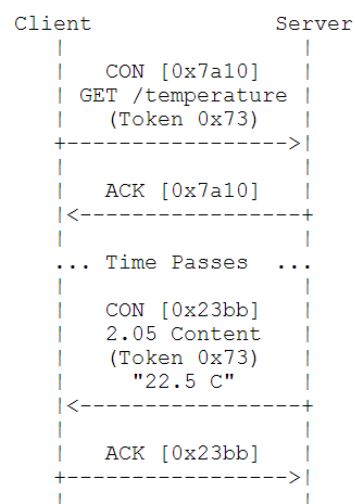 Client Server
CON [0x7a10]
GET /temperature
(Token 0x73)
ACK [0x7a10]
... Time Passes ...
CON [0x23bb]
2.05 Content
(Token 0x73)
"22.5 C"
ACK [0x23bb]